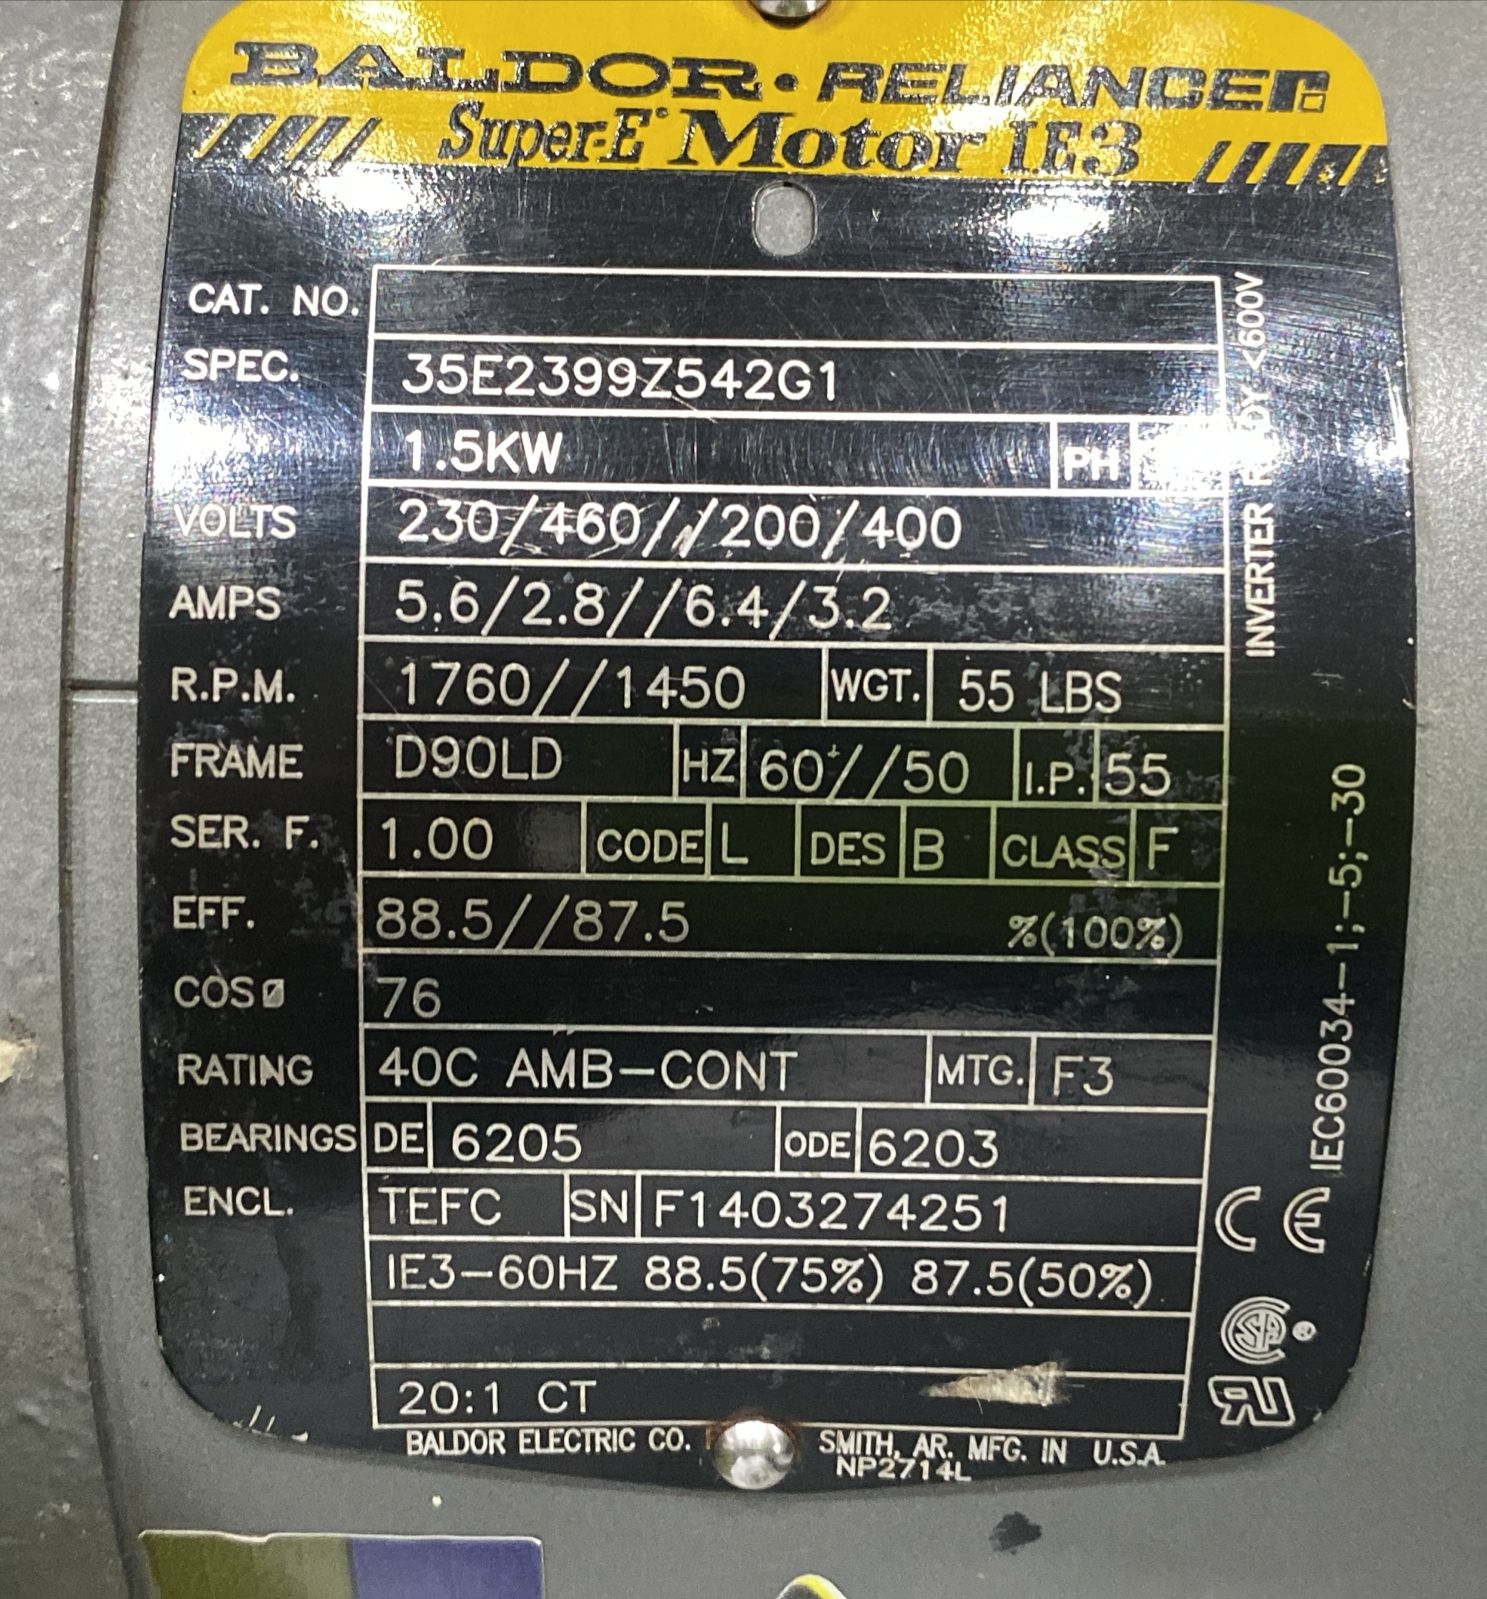 BALDOR • RELIANCER
Super-E® Motor IE3
CAT. NO.
SPEC. 35E2399Z542G1
1.5KW PH
VOLTS 230/460//200/400
AMPS 5.6/2.8//6.4/3.2
R.P.M. 1760//1450 WGT. 55 LBS
FRAME D90LD HZ 60//50 I.P. 55
SER. F. 1.00 CODE L DES B CLASS F
EFF. 88.5//87.5 %(100%)
COSØ 76
RATING 40C AMB-CONT MTG. F3
BEARINGS DE 6205 ODE 6203
ENCL. TEFC SN F1403274251
IE3-60HZ 88.5(75%) 87.5(50%)
20:1 CT
BALDOR ELECTRIC CO. SMITH, AR. MFG. IN U.S.A.
NP2714L
INVERTER <600V
IEC60034-1;-5;-30
CE
SP®
UR